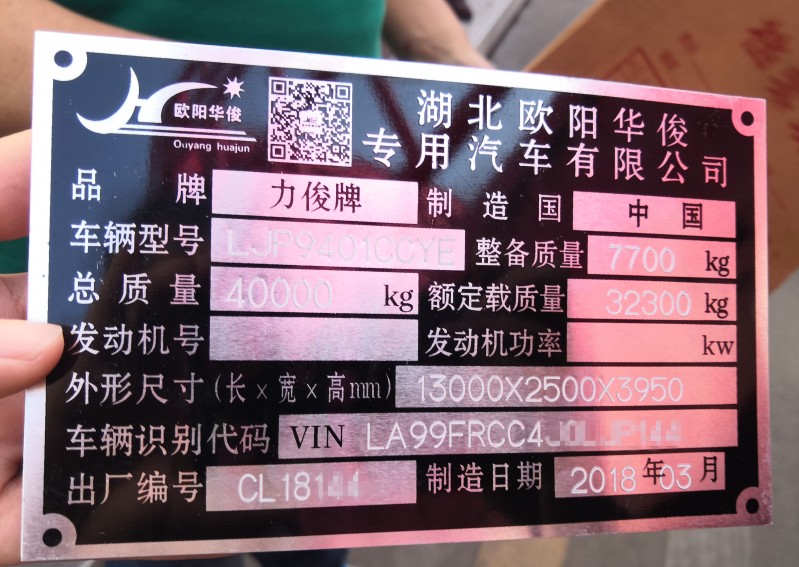 欧阳华俊
Ouyang huajun
湖北欧阳华俊
专用汽车有限公司
品牌 力俊牌 制造国 中国
车辆型号 LJP9401CCYE 整备质量 7700 kg
总质量 40000 kg 额定载质量 32300 kg
发动机号 发动机功率 kw
外形尺寸(长×宽×高mm) 13000X2500X3950
车辆识别代码 VIN LA99FRCC4
出厂编号 CL181 制造日期 2018年03月